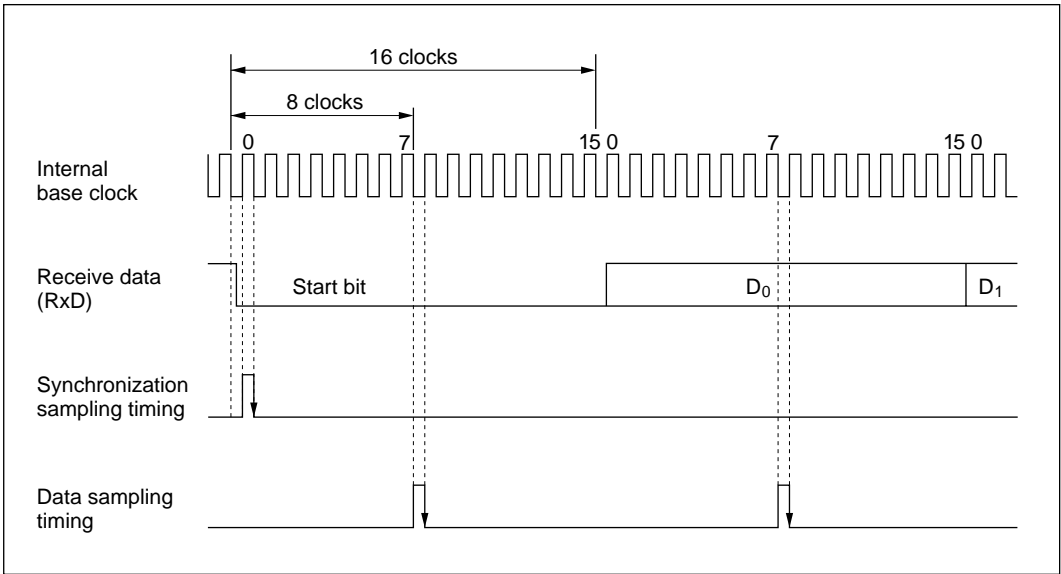 16 clocks
8 clocks
0 7 15 0 7 15 0
Internal
base clock
Receive data
(RxD)
Start bit D0 D1
Synchronization
sampling timing
Data sampling
timing